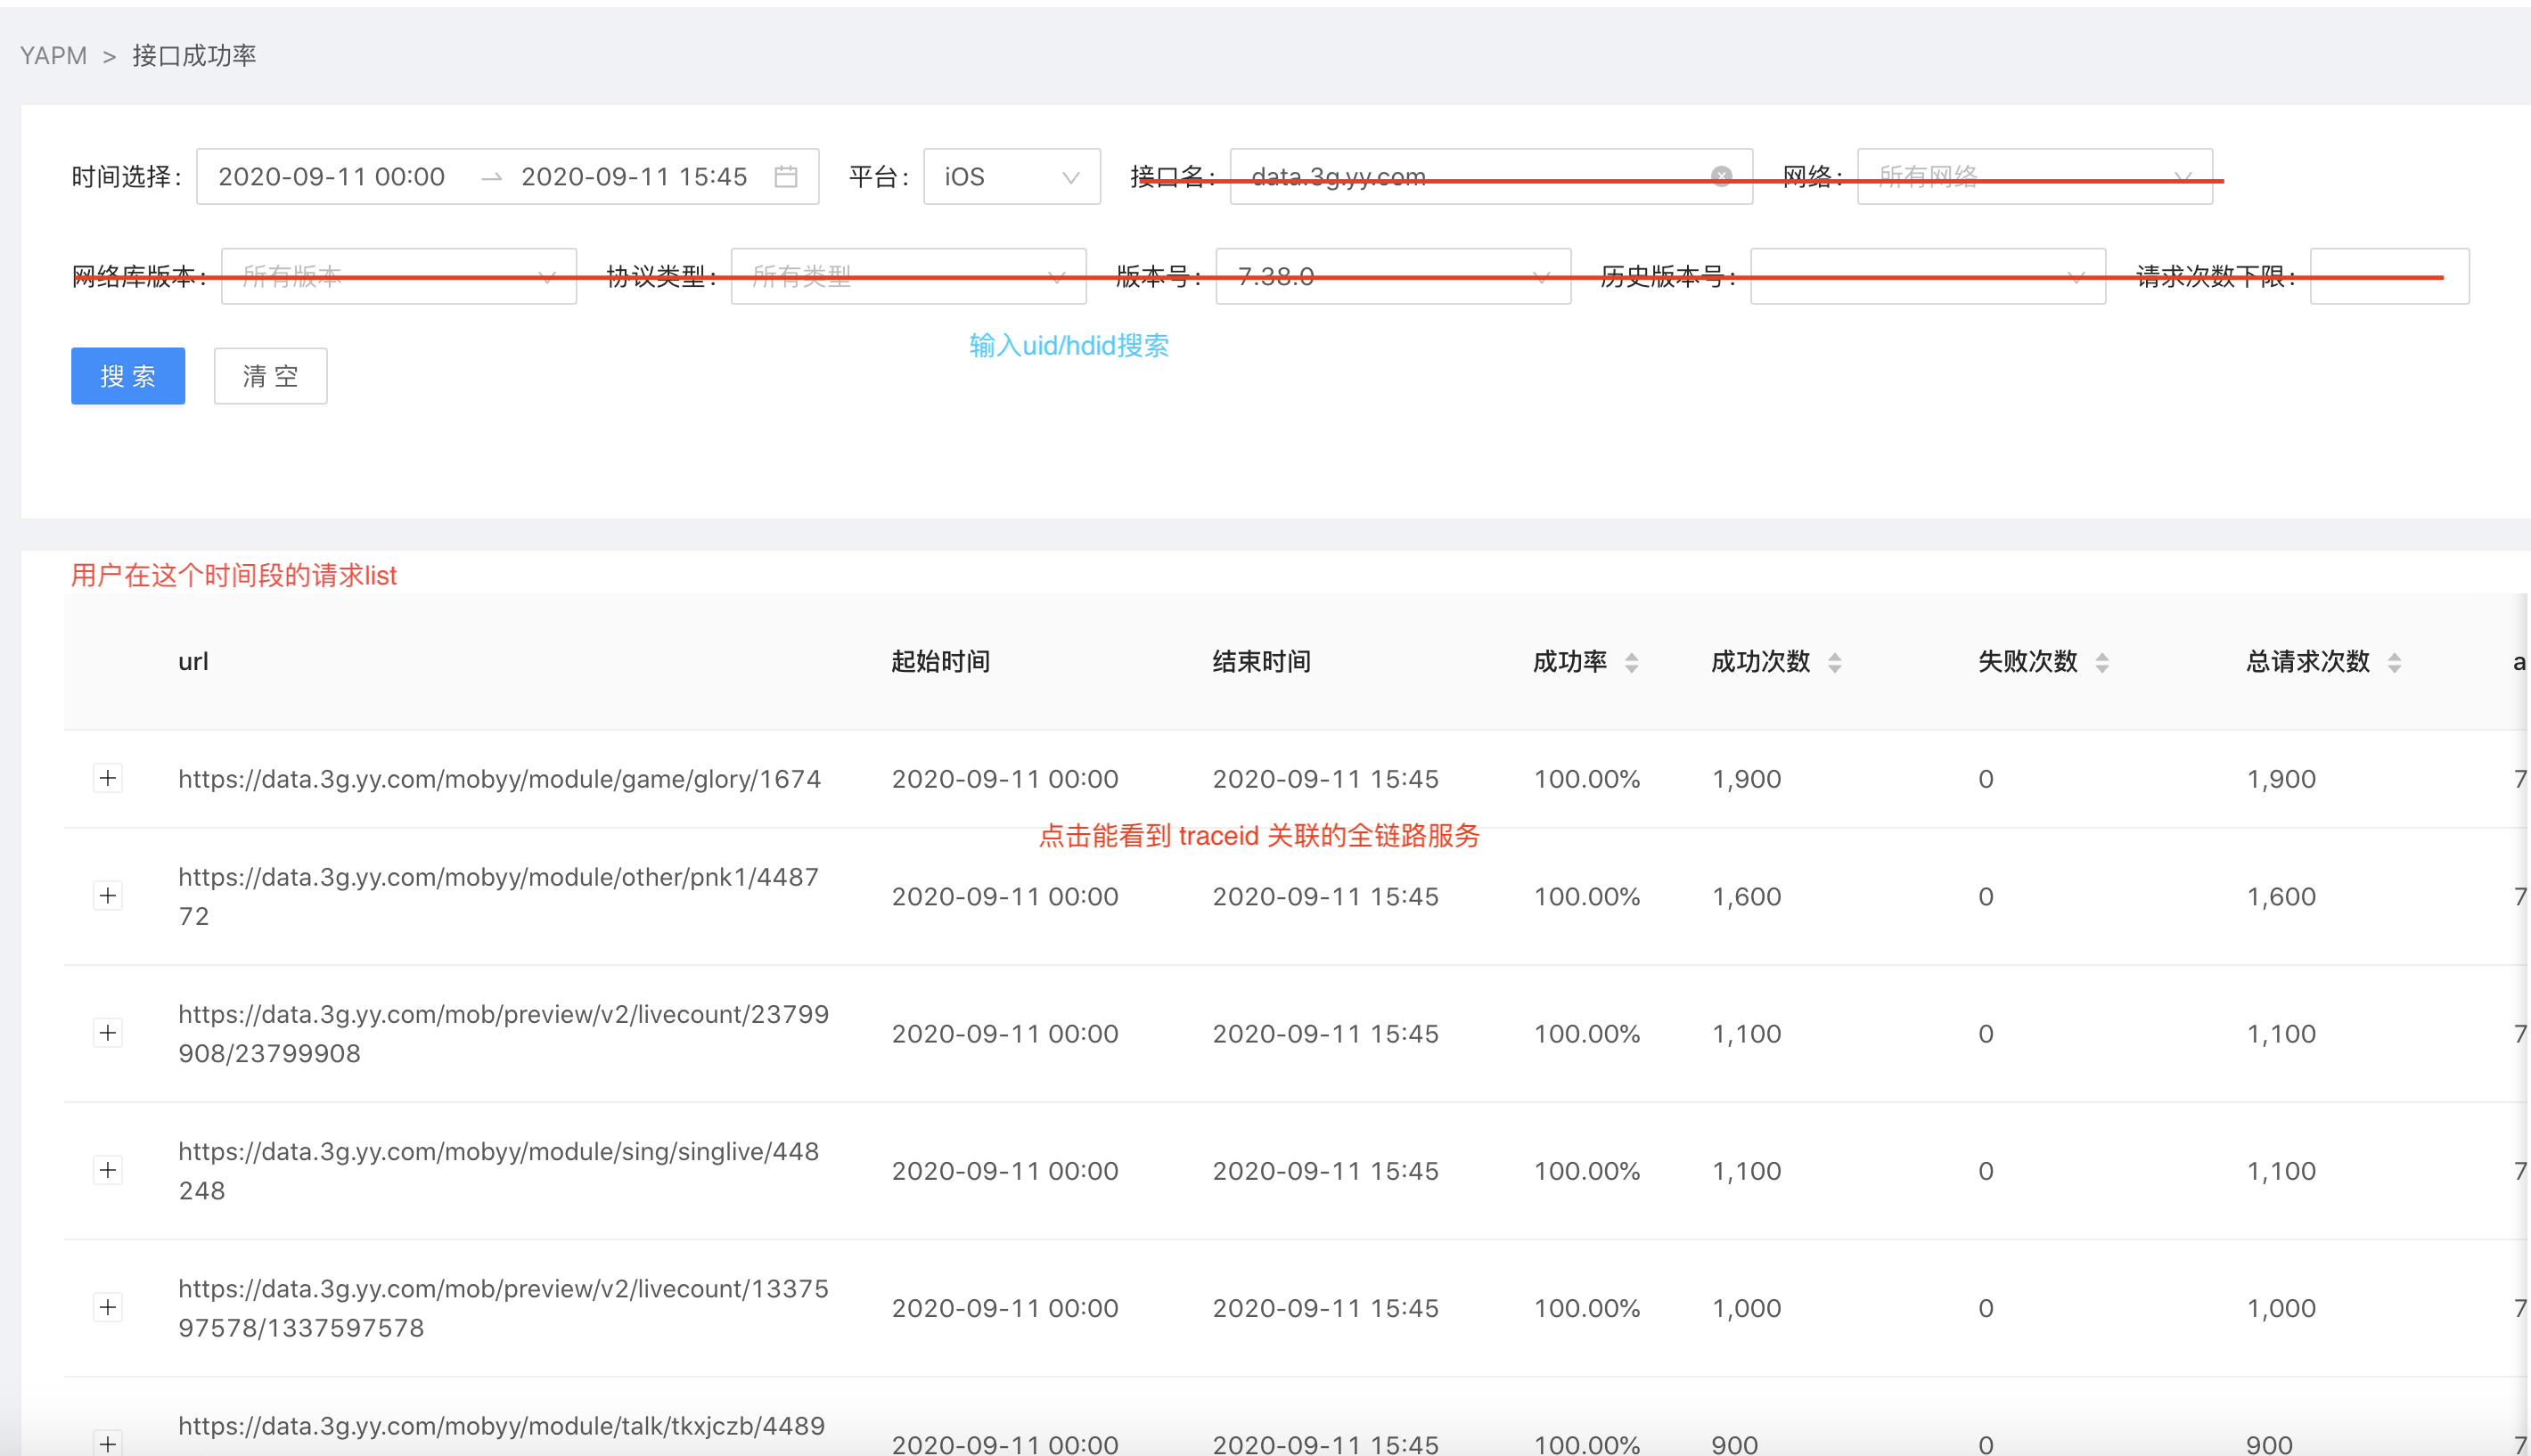 YAPM > 接口成功率
时间选择: 2020-09-11 00:00 → 2020-09-11 15:45 平台: iOS 接口名: data.3g.yy.com 网络: 所有网络
网络库版本: 所有版本 协议类型: 所有类型 版本号: 7.38.0 历史版本号: 请求次数下限:
输入uid/hdid搜索
搜 索 清 空
用户在这个时间段的请求list
url 起始时间 结束时间 成功率 成功次数 失败次数 总请求次数 a
https://data.3g.yy.com/mobyy/module/game/glory/1674 2020-09-11 00:00 2020-09-11 15:45 100.00% 1,900 0 1,900 7
点击能看到 traceid 关联的全链路服务
https://data.3g.yy.com/mobyy/module/other/pnk1/4487
72
2020-09-11 00:00 2020-09-11 15:45 100.00% 1,600 0 1,600 7
https://data.3g.yy.com/mob/preview/v2/livecount/23799
908/23799908
2020-09-11 00:00 2020-09-11 15:45 100.00% 1,100 0 1,100 7
https://data.3g.yy.com/mobyy/module/sing/singlive/448
248
2020-09-11 00:00 2020-09-11 15:45 100.00% 1,100 0 1,100 7
https://data.3g.yy.com/mob/preview/v2/livecount/13375
97578/1337597578
2020-09-11 00:00 2020-09-11 15:45 100.00% 1,000 0 1,000 7
https://data.3g.yy.com/mobyy/module/talk/tkxjczb/4489
2020-09-11 00:00 2020-09-11 15:45 100.00% 900 0 900 7